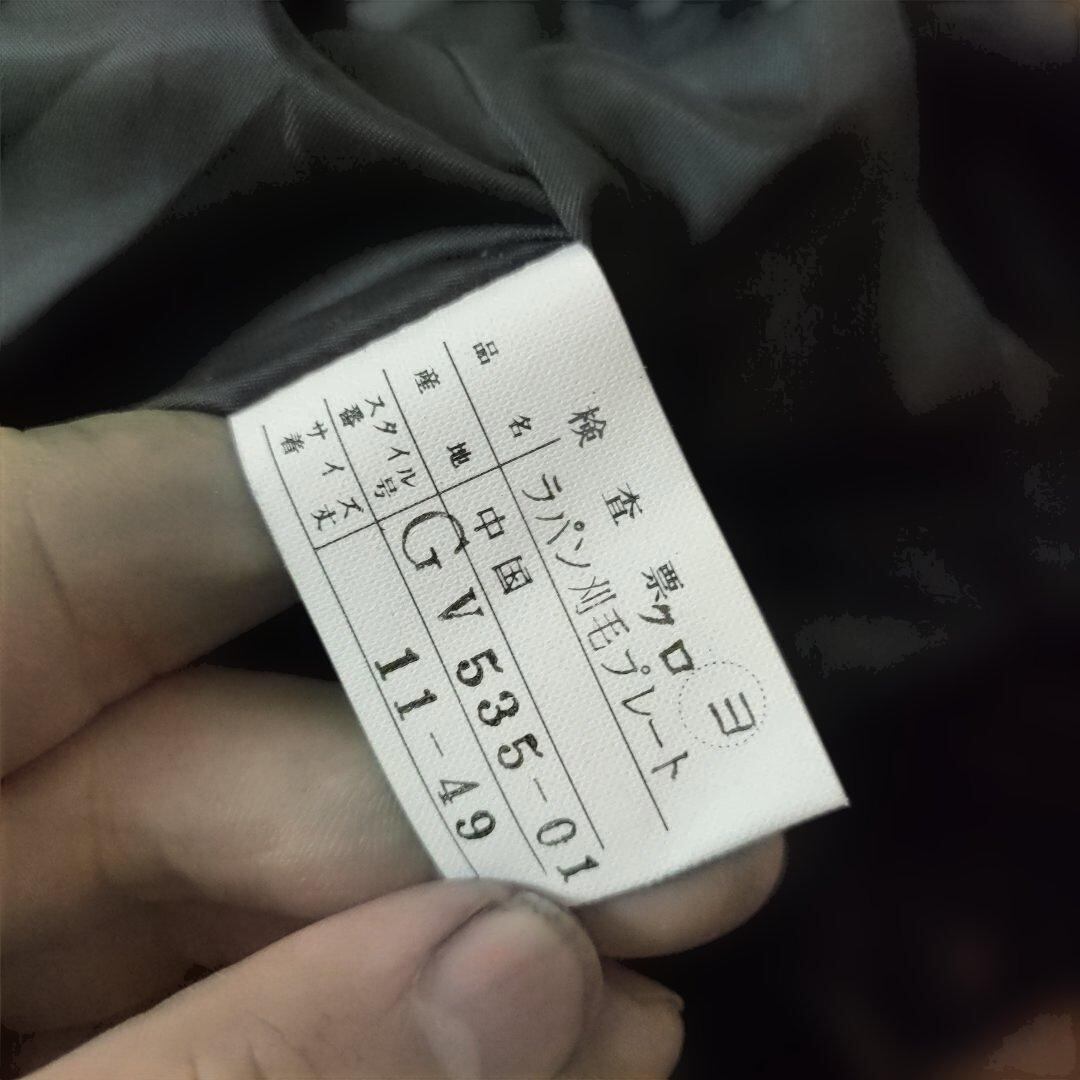 検査票クロ ヨ
品名 ラパン刈毛プレート
産地 中国
スタイル番号 GV535-01
サイズ着丈 11-49